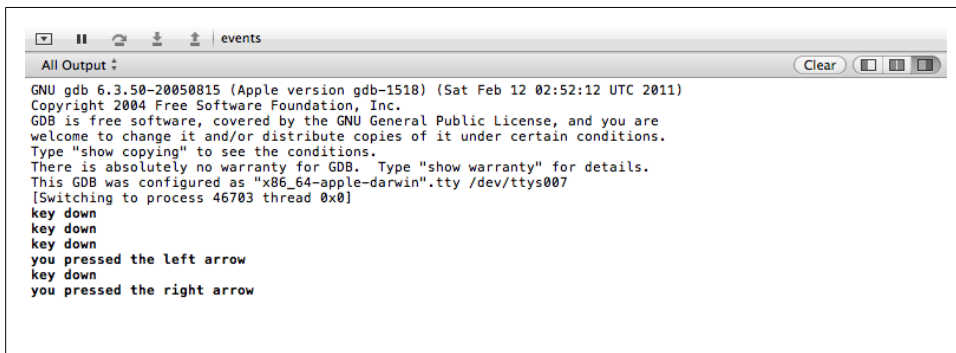 events
All Output
Clear
GNU gdb 6.3.50-20050815 (Apple version gdb-1518) (Sat Feb 12 02:52:12 UTC 2011)
Copyright 2004 Free Software Foundation, Inc.
GDB is free software, covered by the GNU General Public License, and you are
welcome to change it and/or distribute copies of it under certain conditions.
Type "show copying" to see the conditions.
There is absolutely no warranty for GDB.  Type "show warranty" for details.
This GDB was configured as "x86_64-apple-darwin".tty /dev/ttys007
[Switching to process 46703 thread 0x0]
key down
key down
key down
you pressed the left arrow
key down
you pressed the right arrow